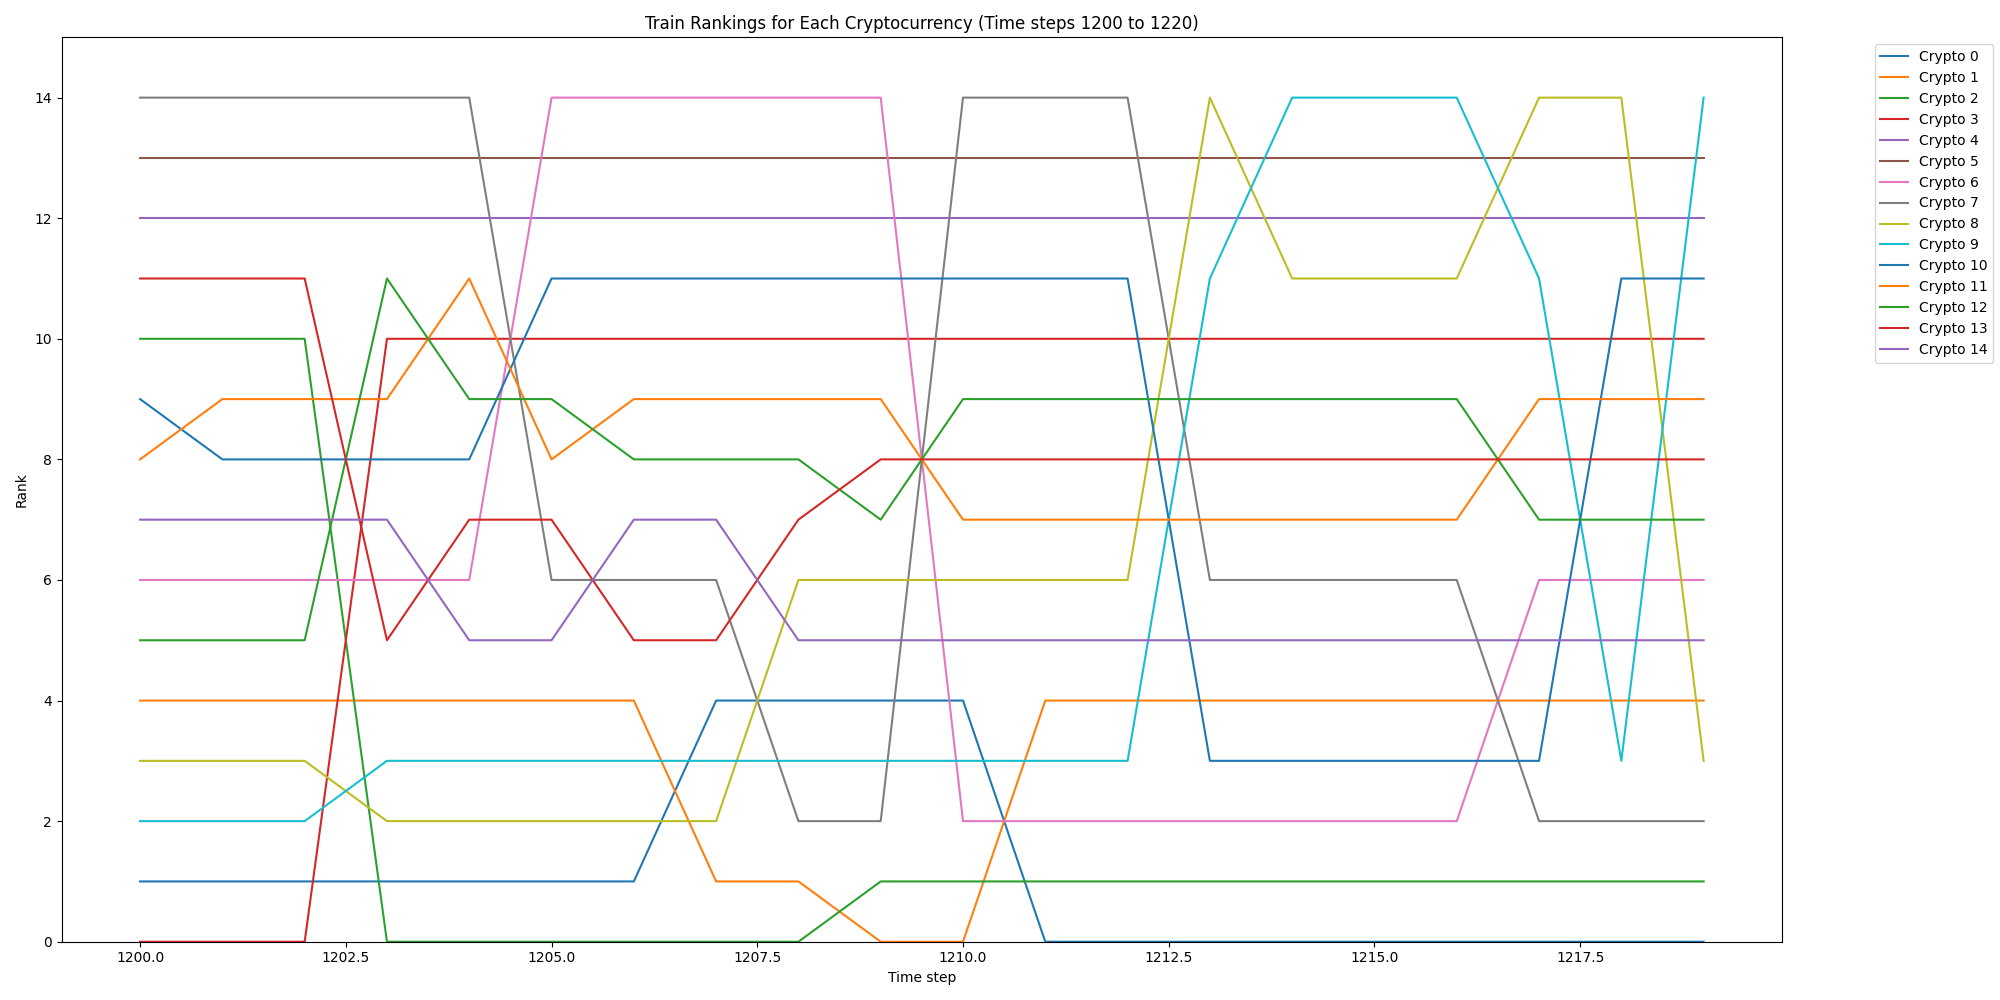 Train Rankings for Each Cryptocurrency (Time steps 1200 to 1220)
Rank
14
12
10
8
6
4
2
0
1200.0 1202.5 1205.0 1207.5 1210.0 1212.5 1215.0 1217.5
Time step
Crypto 0
Crypto 1
Crypto 2
Crypto 3
Crypto 4
Crypto 5
Crypto 6
Crypto 7
Crypto 8
Crypto 9
Crypto 10
Crypto 11
Crypto 12
Crypto 13
Crypto 14